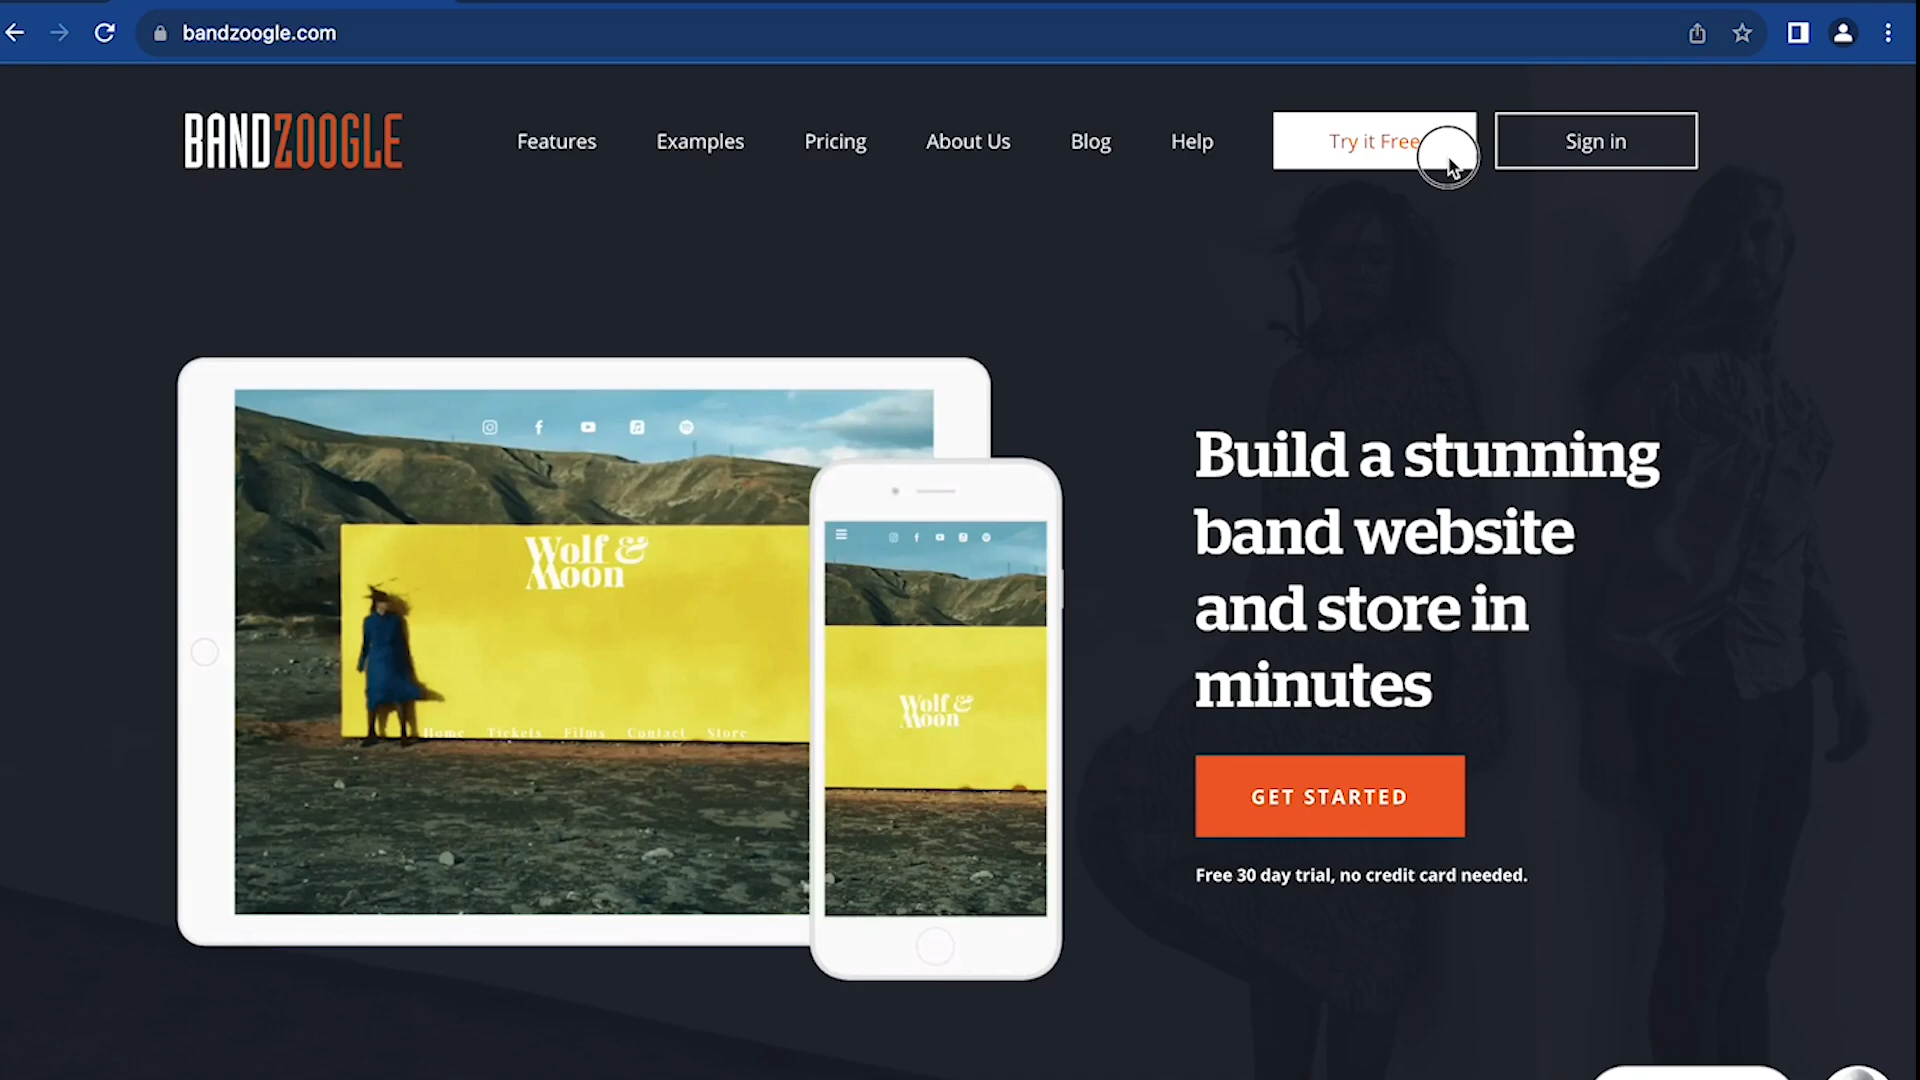 bandzoogle.com
BANDZOOGLE
Features
Examples
Pricing
About Us
Blog
Help
Try it Free
Sign in
Wolf &
Moon
Home Tickets Films Contact Store
Wolf &
Moon
Build a stunning
band website
and store in
minutes
GET STARTED
Free 30 day trial, no credit card needed.